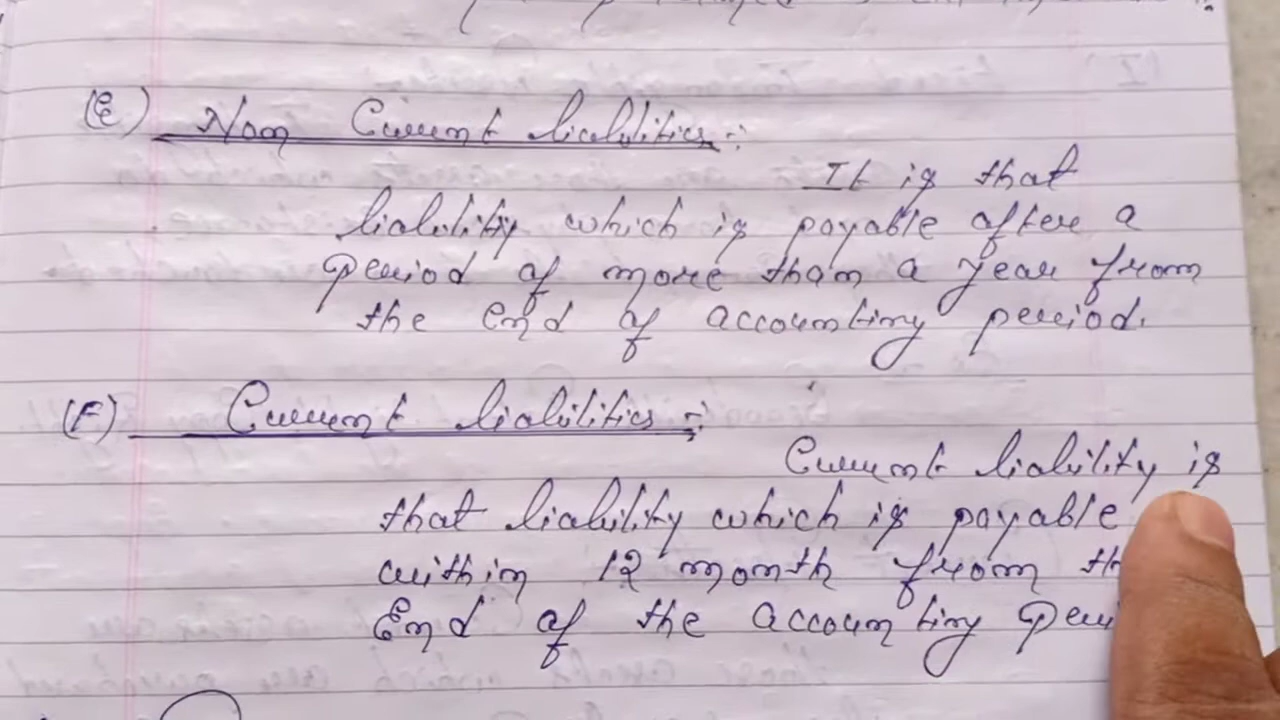 (E) Non Current liabilities :-
It is that
liability which is payable after a
period of more than a year from
the end of accounting period.
(F) Current liabilities :-
Current liability is
that liability which is payable
within 12 month from th
End of the accounting peri